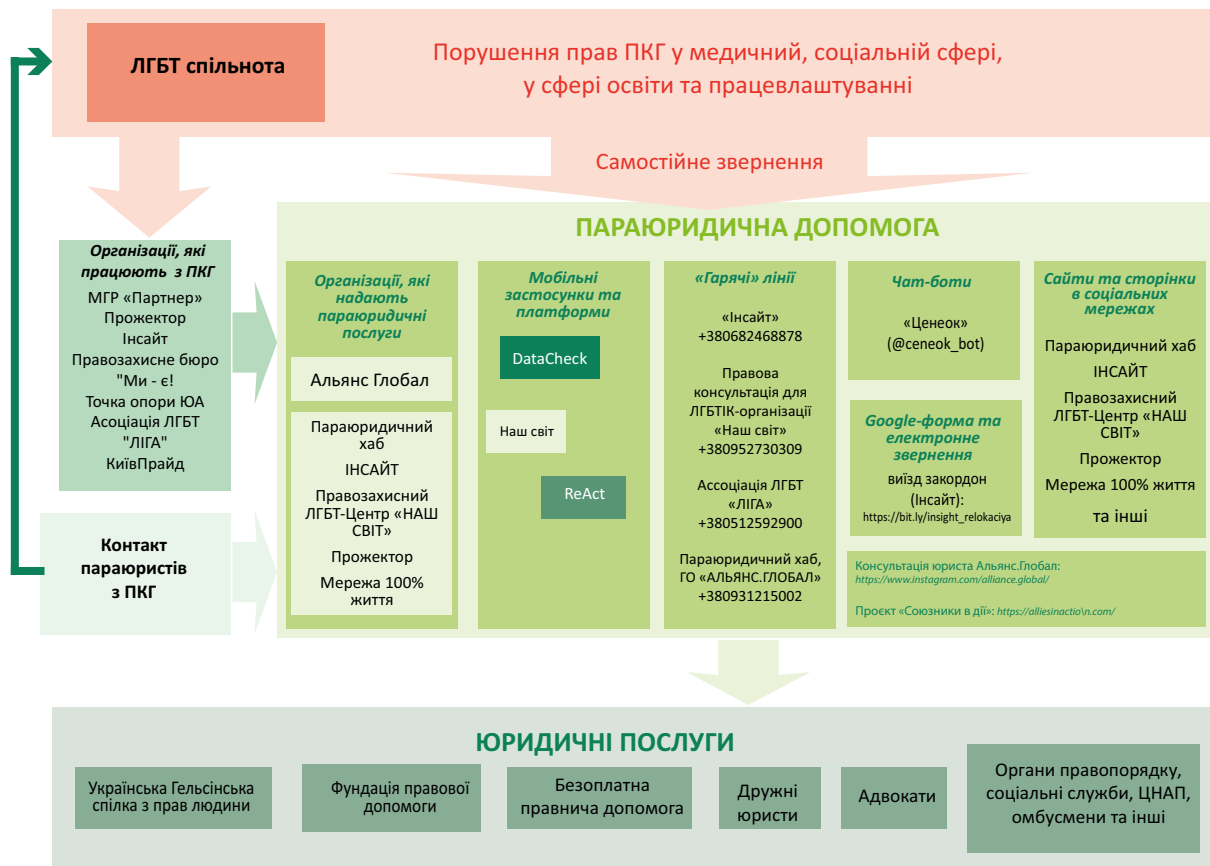 ЛГБТ спільнота
Порушення прав ПКГ у медичний, соціальній сфері,
у сфері освіти та працевлаштуванні
Самостійне звернення
Організації, які
працюють з ПКГ
МГР «Партнер»
Прожектор
Інсайт
Правозахисне бюро
"Ми - є!
Точка опори ЮА
Асоціація ЛГБТ
"ЛІГА"
КиївПрайд
Контакт
параюристів
з ПКГ
ПАРАЮРИДИЧНА ДОПОМОГА
Організації, які
надають
параюридичні
послуги
Альянс Глобал
Параюридичний
хаб
ІНСАЙТ
Правозахисний
ЛГБТ-Центр «НАШ
СВІТ»
Прожектор
Мережа 100%
життя
Мобільні
застосунки та
платформи
DataCheck
Наш світ
ReAct
«Гарячі» лінії
«Інсайт»
+380682468878
Правова
консультація для
ЛГБТІК-організації
«Наш світ»
+380952730309
Ассоціація ЛГБТ
«ЛІГА»
+380512592900
Параюридичний хаб,
ГО «АЛЬЯНС.ГЛОБАЛ»
+380931215002
Чат-боти
«Ценеок»
(@ceneok_bot)
Google-форма та
електронне
звернення
виїзд закордон
(Інсайт):
https://bit.ly/insight_relokaciya
Сайти та сторінки
в соціальних
мережах
Параюридичний хаб
ІНСАЙТ
Правозахисний
ЛГБТ-Центр «НАШ
СВІТ»
Прожектор
Мережа 100% життя
та інші
Консультація юриста Альянс.Глобал:
https://www.instagram.com/alliance.global/
Проєкт «Союзники в дії»: https://alliesinactio\n.com/
ЮРИДИЧНІ ПОСЛУГИ
Українська Гельсінська
спілка з прав людини
Фундація правової
допомоги
Безоплатна
правнича допомога
Дружні
юристи
Адвокати
Органи правопорядку,
соціальні служби, ЦНАП,
омбусмени та інші